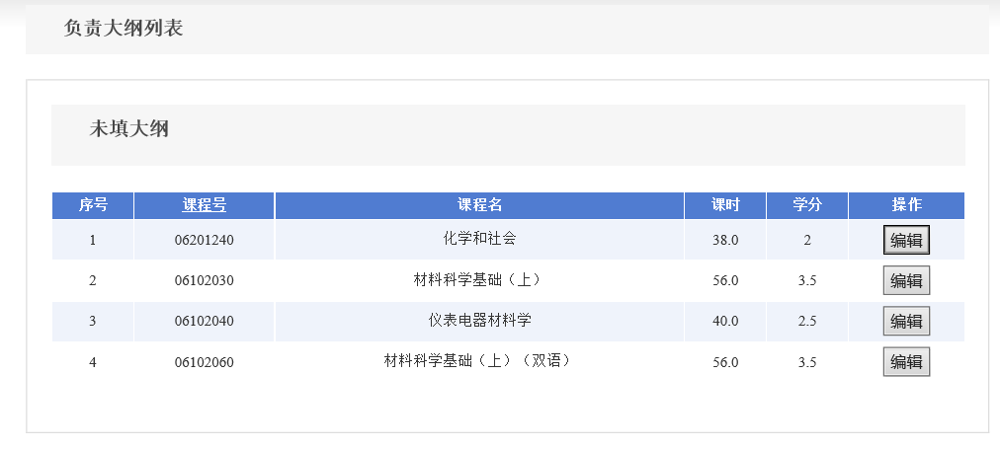 负责大纲列表
未填大纲
序号 课程号 课程名 课时 学分 操作
1 06201240 化学和社会 38.0 2 编辑
2 06102030 材料科学基础（上） 56.0 3.5 编辑
3 06102040 仪表电器材料学 40.0 2.5 编辑
4 06102060 材料科学基础（上）（双语） 56.0 3.5 编辑